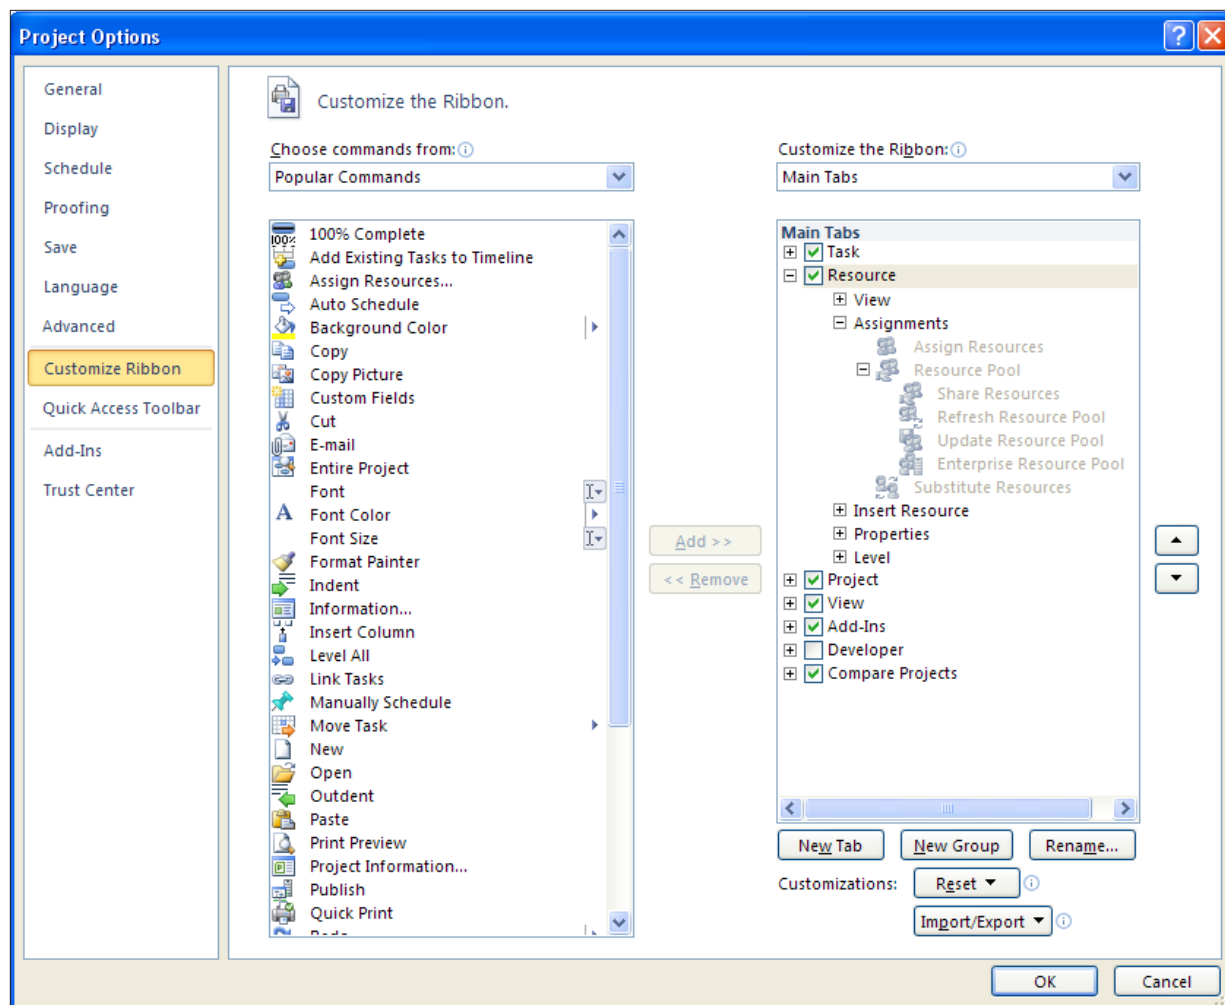 Project Options
General
Display
Schedule
Proofing
Save
Language
Advanced
Customize Ribbon
Quick Access Toolbar
Add-Ins
Trust Center
Customize the Ribbon.
Choose commands from:
Popular Commands
100% Complete
Add Existing Tasks to Timeline
Assign Resources...
Auto Schedule
Background Color
Copy
Copy Picture
Custom Fields
Cut
E-mail
Entire Project
Font
Font Color
Font Size
Format Painter
Indent
Information...
Insert Column
Level All
Link Tasks
Manually Schedule
Move Task
New
Open
Outdent
Paste
Print Preview
Project Information...
Publish
Quick Print
Redo
Add >>
<< Remove
Customize the Ribbon:
Main Tabs
Main Tabs
Task
Resource
View
Assignments
Assign Resources
Resource Pool
Share Resources
Refresh Resource Pool
Update Resource Pool
Enterprise Resource Pool
Substitute Resources
Insert Resource
Properties
Level
Project
View
Add-Ins
Developer
Compare Projects
New Tab New Group Rename...
Customizations: Reset
Import/Export
OK Cancel